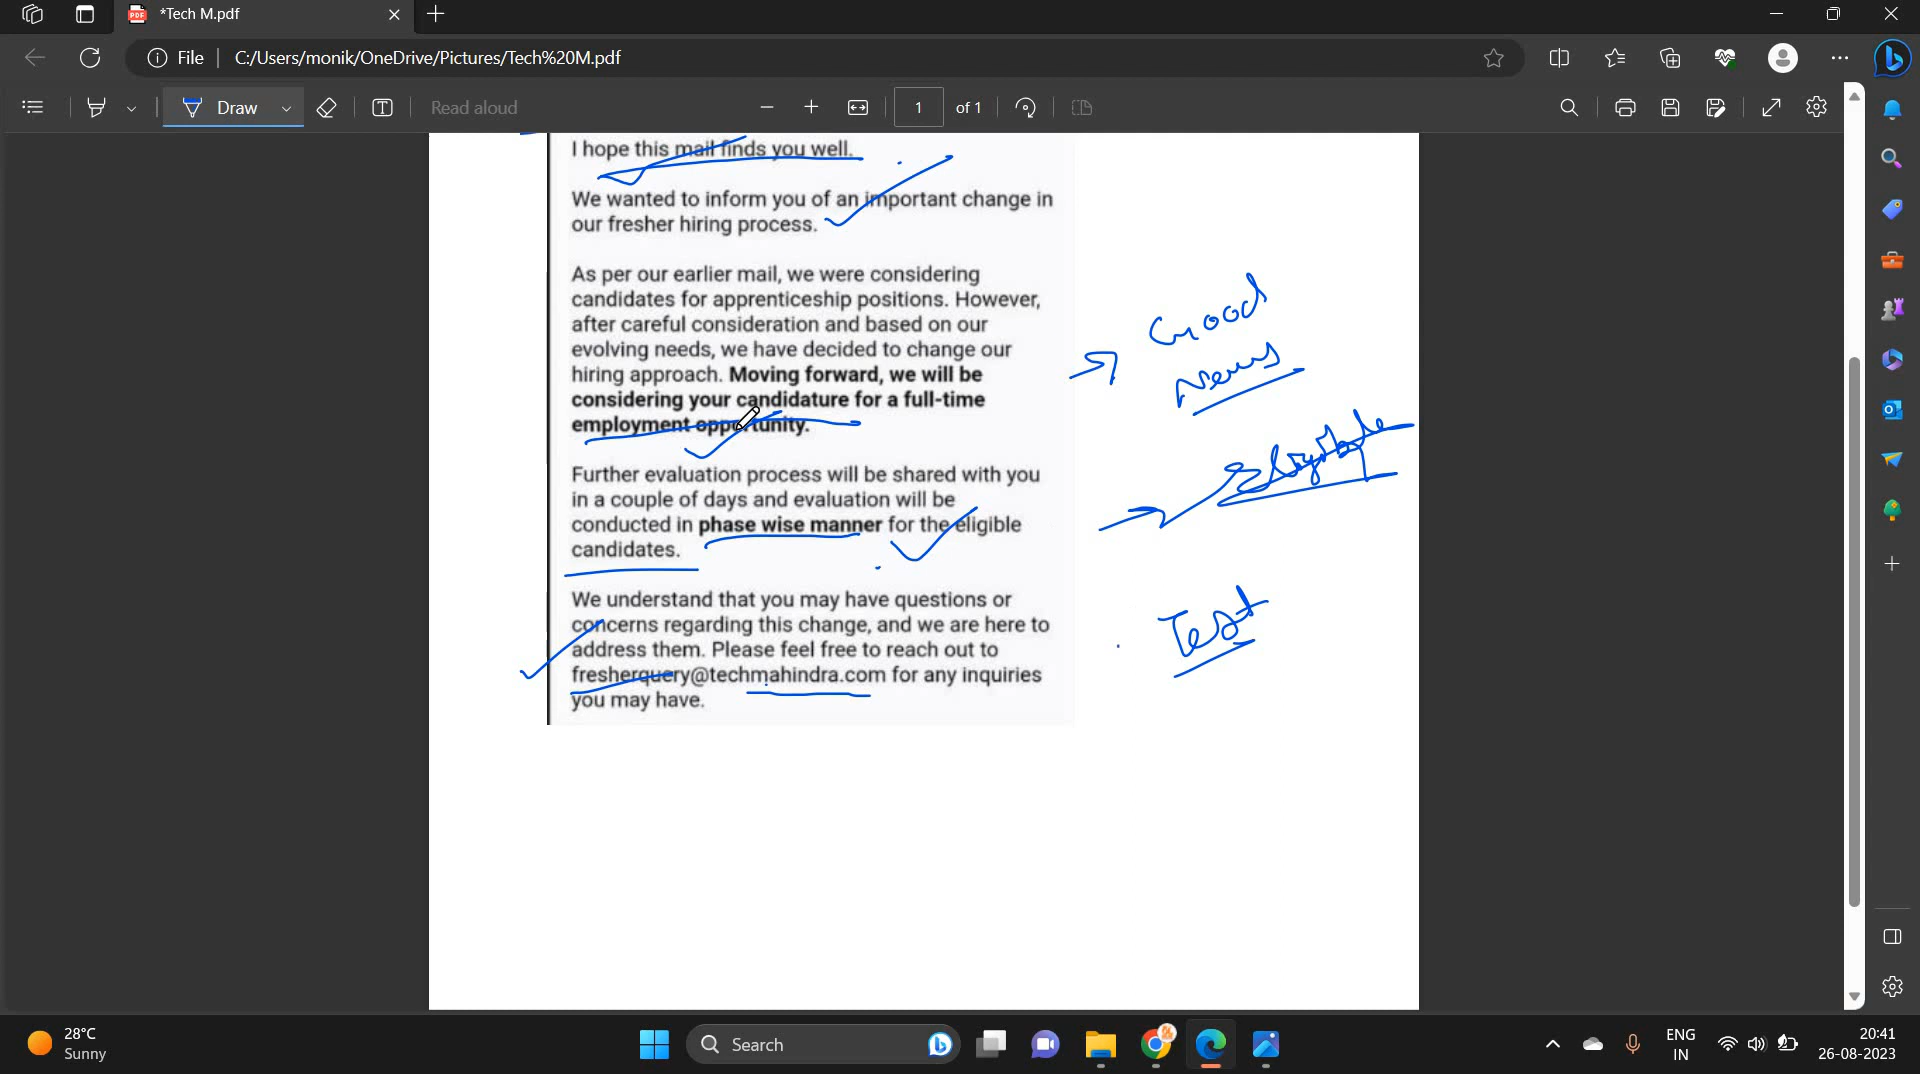 *Tech M.pdf
File
C:/Users/monik/OneDrive/Pictures/Tech%20M.pdf
Draw
Read aloud
1 of 1
I hope this mail finds you well.
We wanted to inform you of an important change in
our fresher hiring process.
As per our earlier mail, we were considering
candidates for apprenticeship positions. However,
after careful consideration and based on our
evolving needs, we have decided to change our
hiring approach. Moving forward, we will be
considering your candidature for a full-time
employment opportunity.
Good
News
Further evaluation process will be shared with you
in a couple of days and evaluation will be
conducted in phase wise manner for the eligible
candidates.
Eligible
We understand that you may have questions or
concerns regarding this change, and we are here to
address them. Please feel free to reach out to
fresherquery@techmahindra.com for any inquiries
you may have.
Test
28°C
Sunny
Search
ENG
IN
20:41
26-08-2023